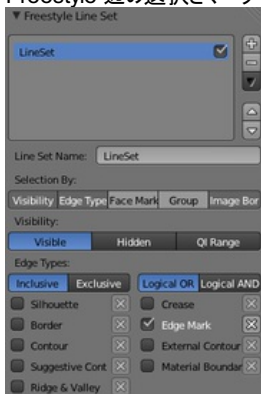 Freestyle Line Set
LineSet
Line Set Name: LineSet
Selection By:
Visibility Edge Type Face Mark Group Image Bor
Visibility:
Visible Hidden QI Range
Edge Types:
Inclusive Exclusive Logical OR Logical AND
Silhouette Crease
Border Edge Mark
Contour External Contour
Suggestive Cont Material Boundar
Ridge & Valley